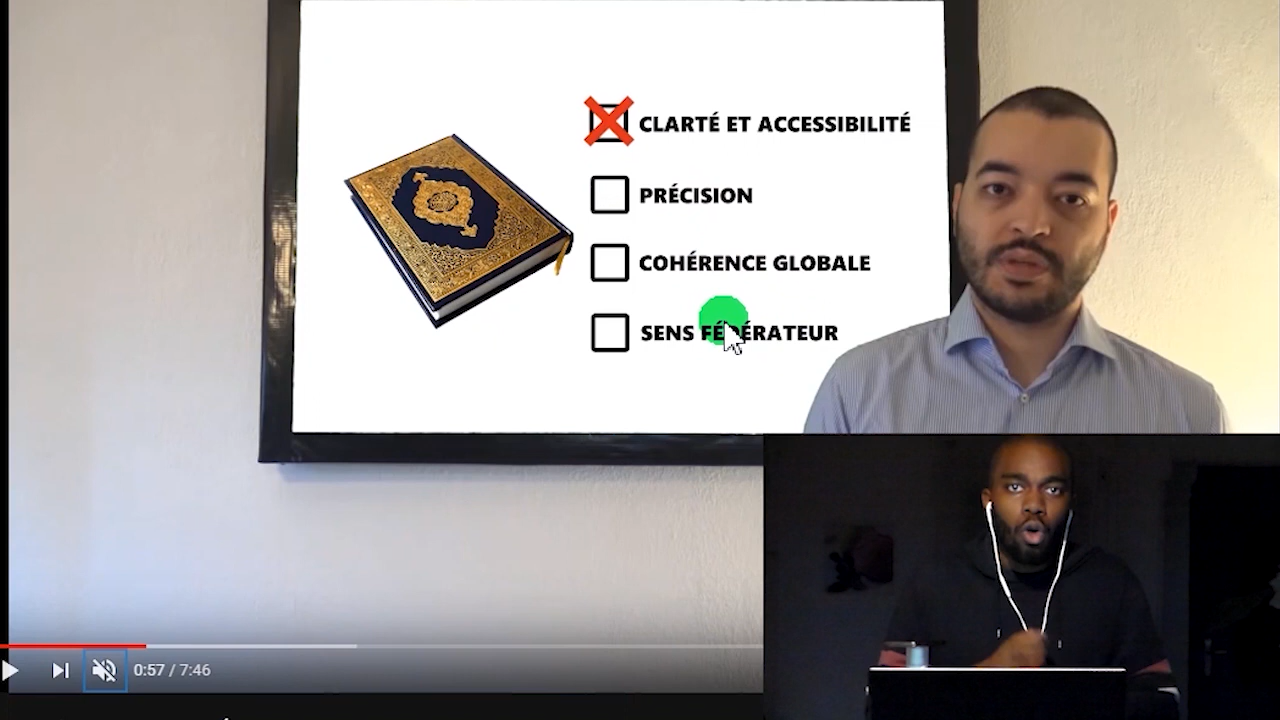 CLARTÉ ET ACCESSIBILITÉ
PRÉCISION
COHÉRENCE GLOBALE
SENS FÉDÉRATEUR
0:57 / 7:46